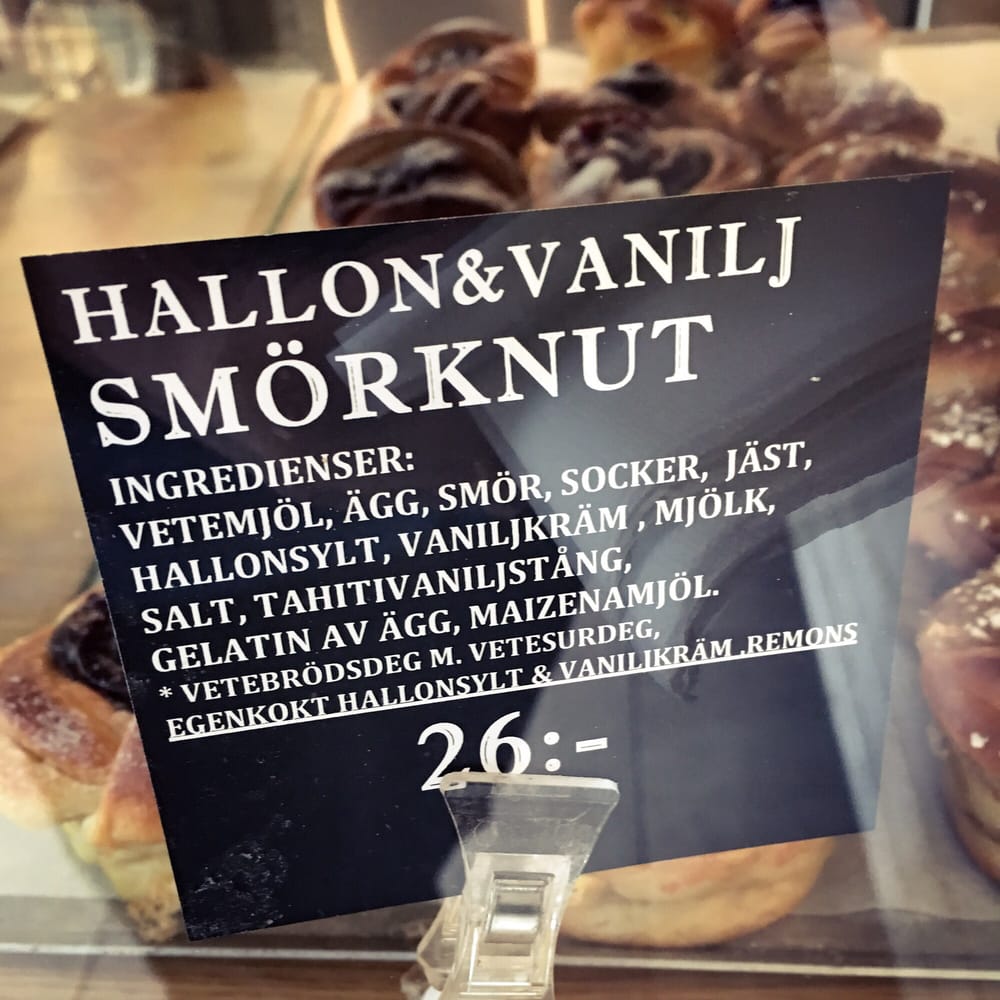 HALLON&VANILJ
SMÖRKNUT
INGREDIENSER:
VETEMJÖL, ÄGG, SMÖR, SOCKER, JÄST,
HALLONSYLT, VANILJKRÄM , MJÖLK,
SALT, TAHITIVANILJSTÅNG,
GELATIN AV ÄGG, MAIZENAMJÖL.
* VETEBRÖDSDEG M. VETESURDEG,
EGENKOKT HALLONSYLT & VANILJKRÄM .REMONS
26:-